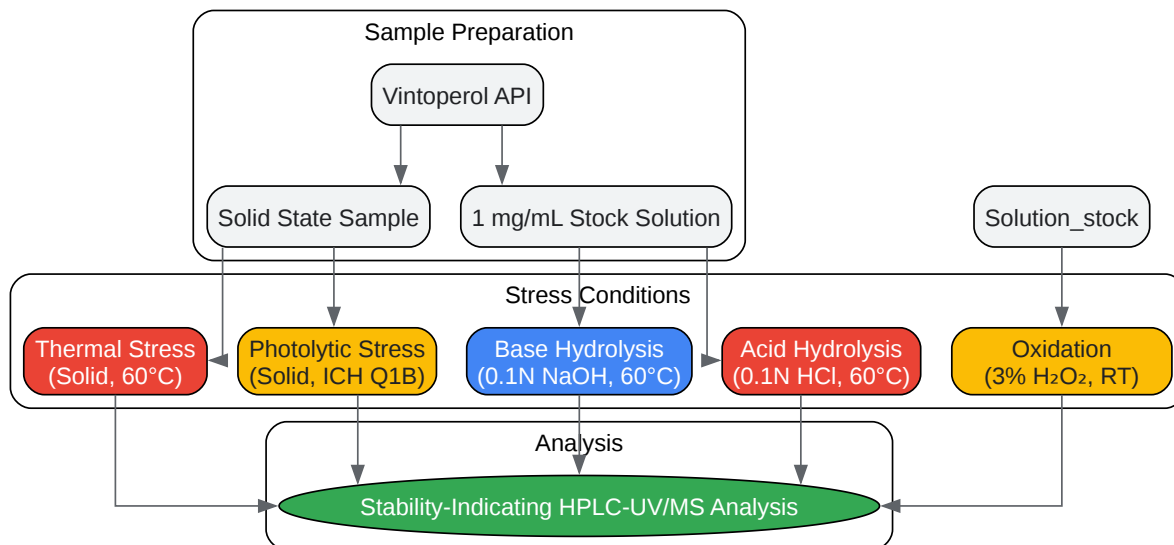 Sample Preparation
Vintoperol API
Solid State Sample
1 mg/mL Stock Solution
Solution_stock
Stress Conditions
Thermal Stress
(Solid, 60°C)
Photolytic Stress
(Solid, ICH Q1B)
Base Hydrolysis
(0.1N NaOH, 60°C)
Acid Hydrolysis
(0.1N HCl, 60°C)
Oxidation
(3% H₂O₂, RT)
Analysis
Stability-Indicating HPLC-UV/MS Analysis